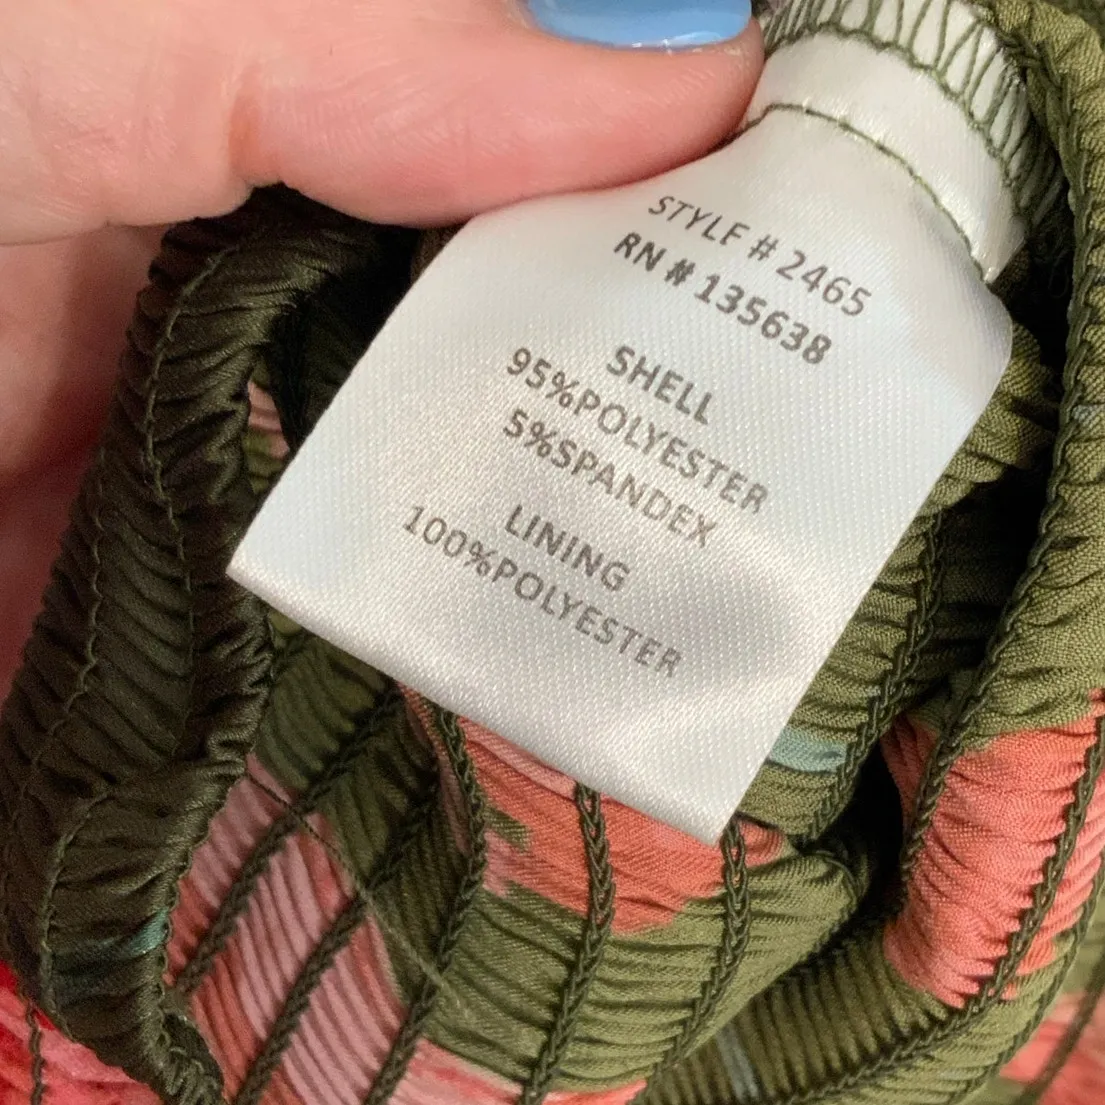 STYLE # 2465
RN # 135638
SHELL
95%POLYESTER
5%SPANDEX
LINING
100%POLYESTER